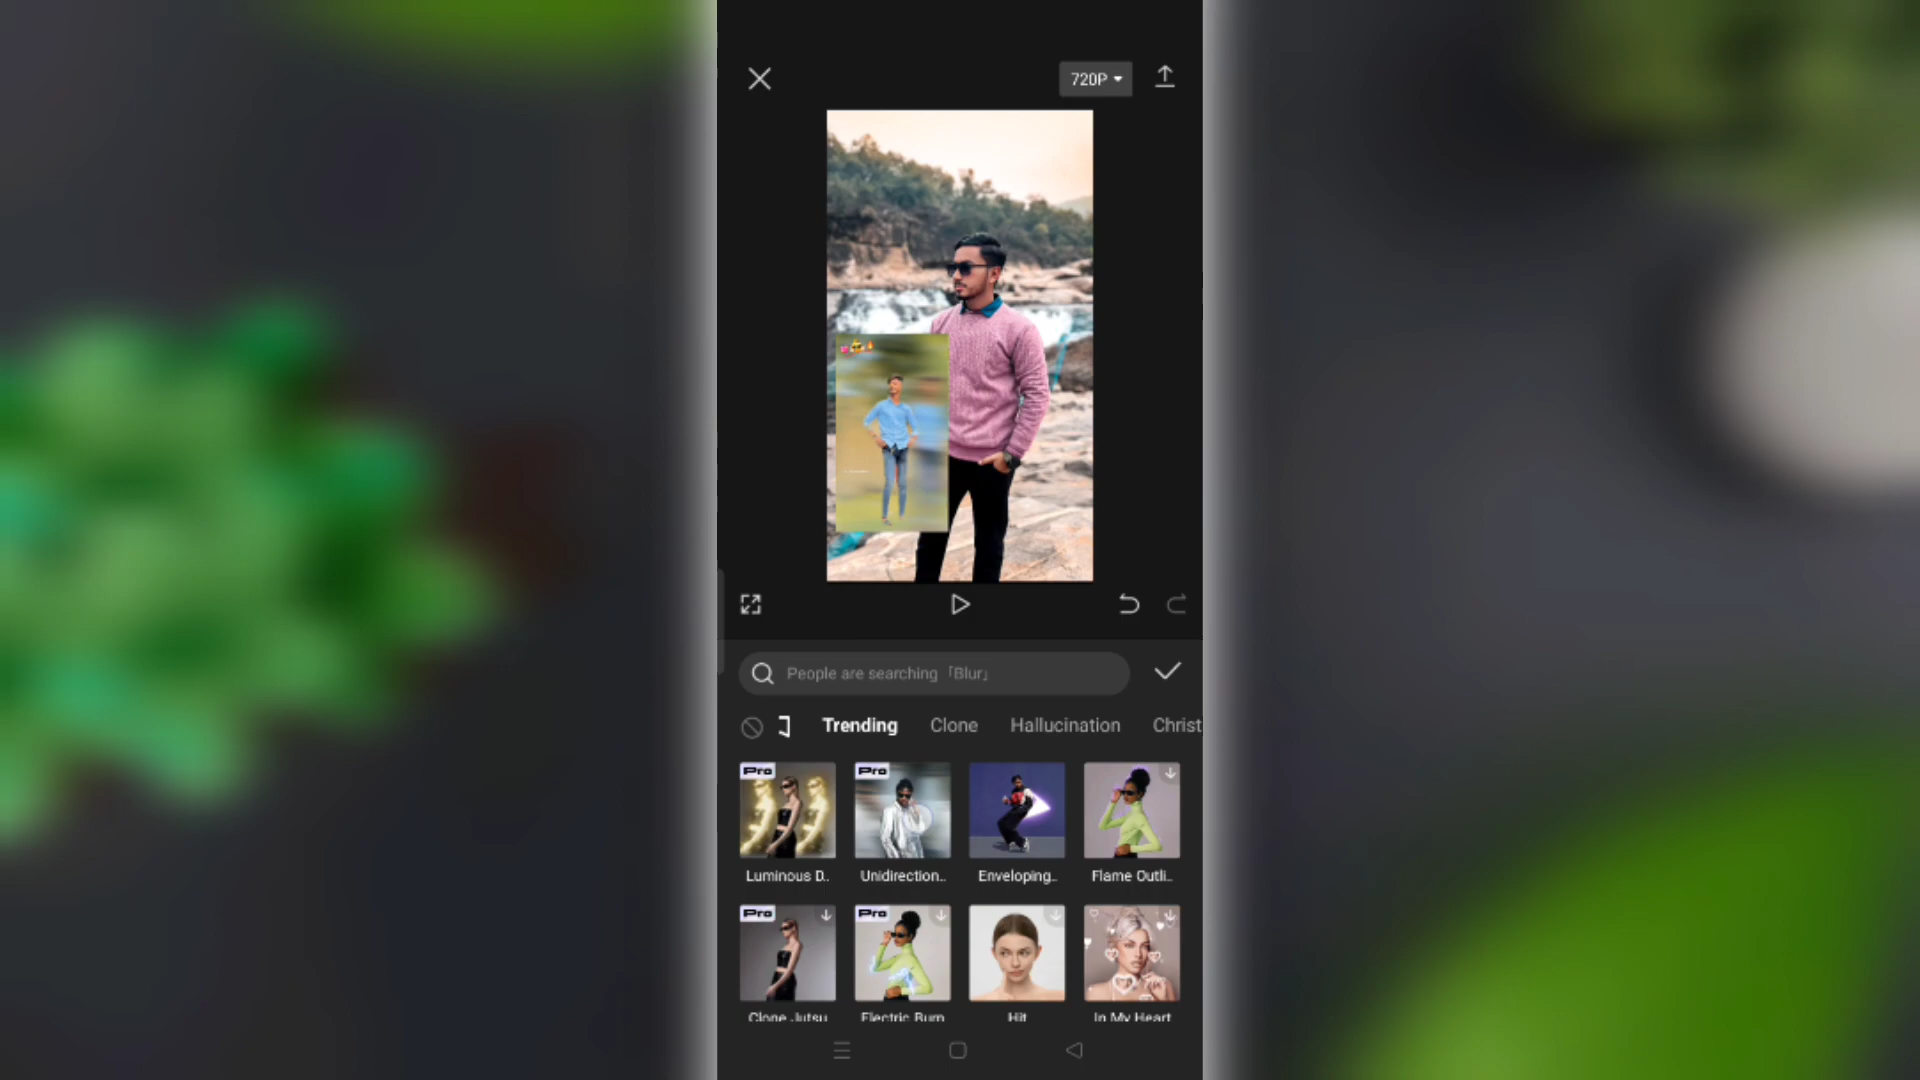 720P
People are searching「Blur」
Trending Clone Hallucination Christ
Pro Pro
Luminous D.. Unidirection.. Enveloping.. Flame Outli..
Pro Pro
Clone Jutsu Electric Burn Hit In My Heart